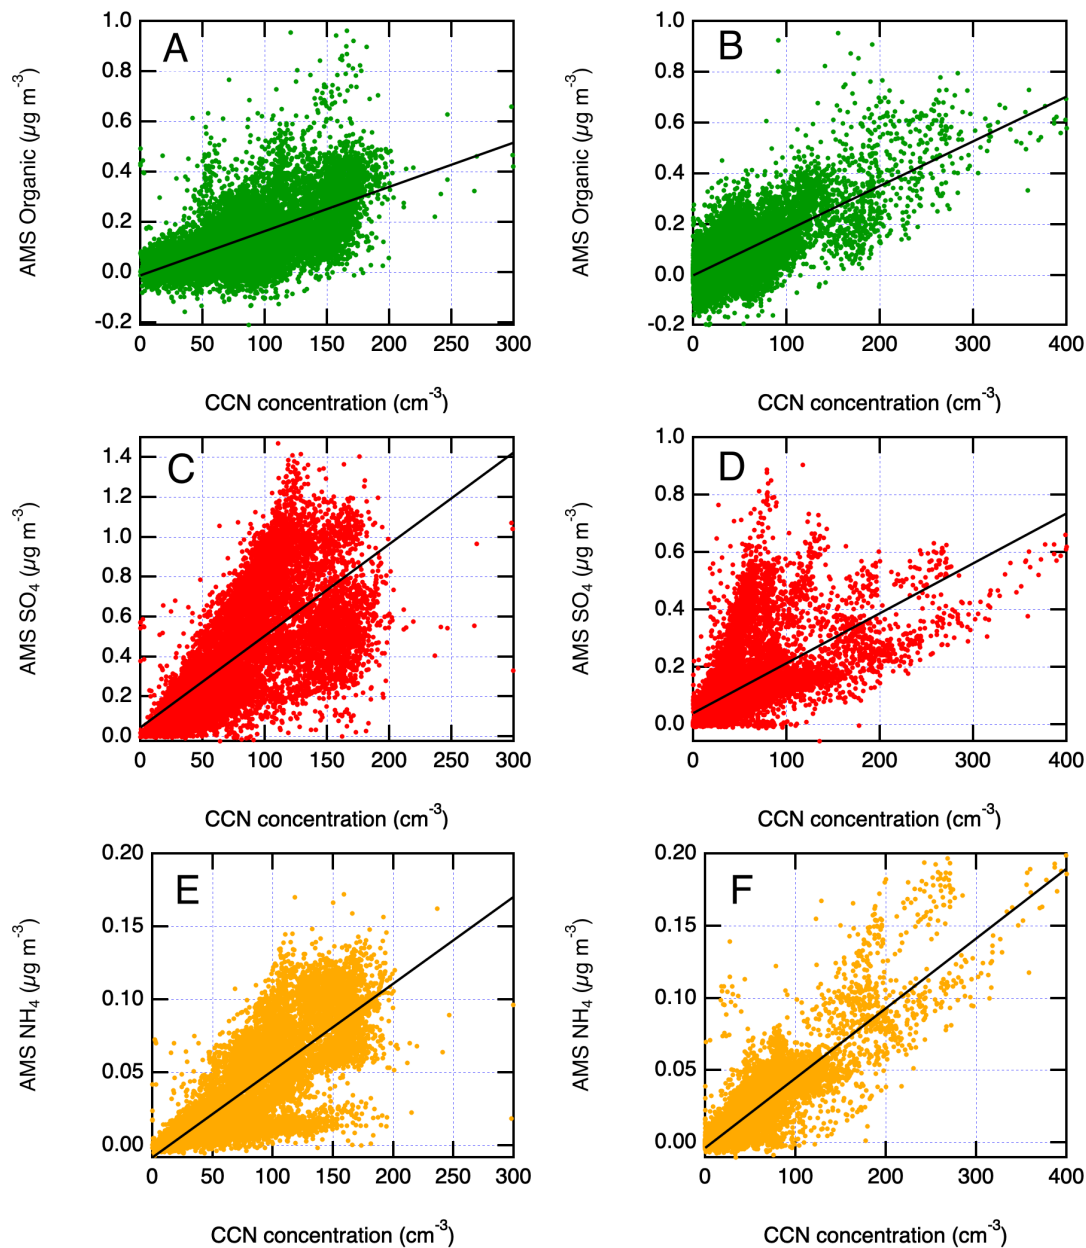 A
AMS Organic (µg m-3)
1.0
0.8
0.6
0.4
0.2
0.0
-0.2
0 50 100 150 200 250 300
CCN concentration (cm-3)
B
AMS Organic (µg m-3)
1.0
0.8
0.6
0.4
0.2
0.0
-0.2
0 100 200 300 400
CCN concentration (cm-3)
C
AMS SO4 (µg m-3)
1.4
1.2
1.0
0.8
0.6
0.4
0.2
0.0
0 50 100 150 200 250 300
CCN concentration (cm-3)
D
AMS SO4 (µg m-3)
1.0
0.8
0.6
0.4
0.2
0.0
0 100 200 300 400
CCN concentration (cm-3)
E
AMS NH4 (µg m-3)
0.20
0.15
0.10
0.05
0.00
0 50 100 150 200 250 300
CCN concentration (cm-3)
F
AMS NH4 (µg m-3)
0.20
0.15
0.10
0.05
0.00
0 100 200 300 400
CCN concentration (cm-3)